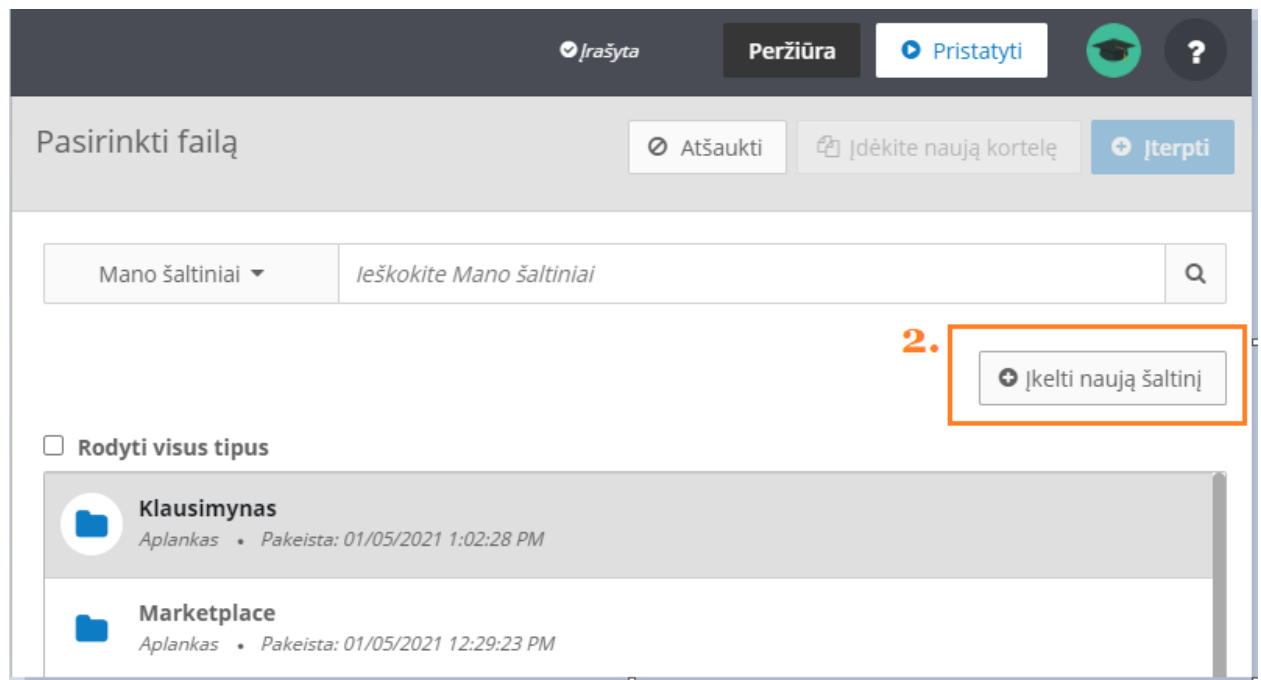 Įrašyta
Peržiūra
Pristatyti
?
Pasirinkti failą
Atšaukti
Įdėkite naują kortelę
Įterpti
Mano šaltiniai
Ieškokite Mano šaltiniai
2.
Įkelti naują šaltinį
Rodyti visus tipus
Klausimynas
Aplankas • Pakeista: 01/05/2021 1:02:28 PM
Marketplace
Aplankas • Pakeista: 01/05/2021 12:29:23 PM